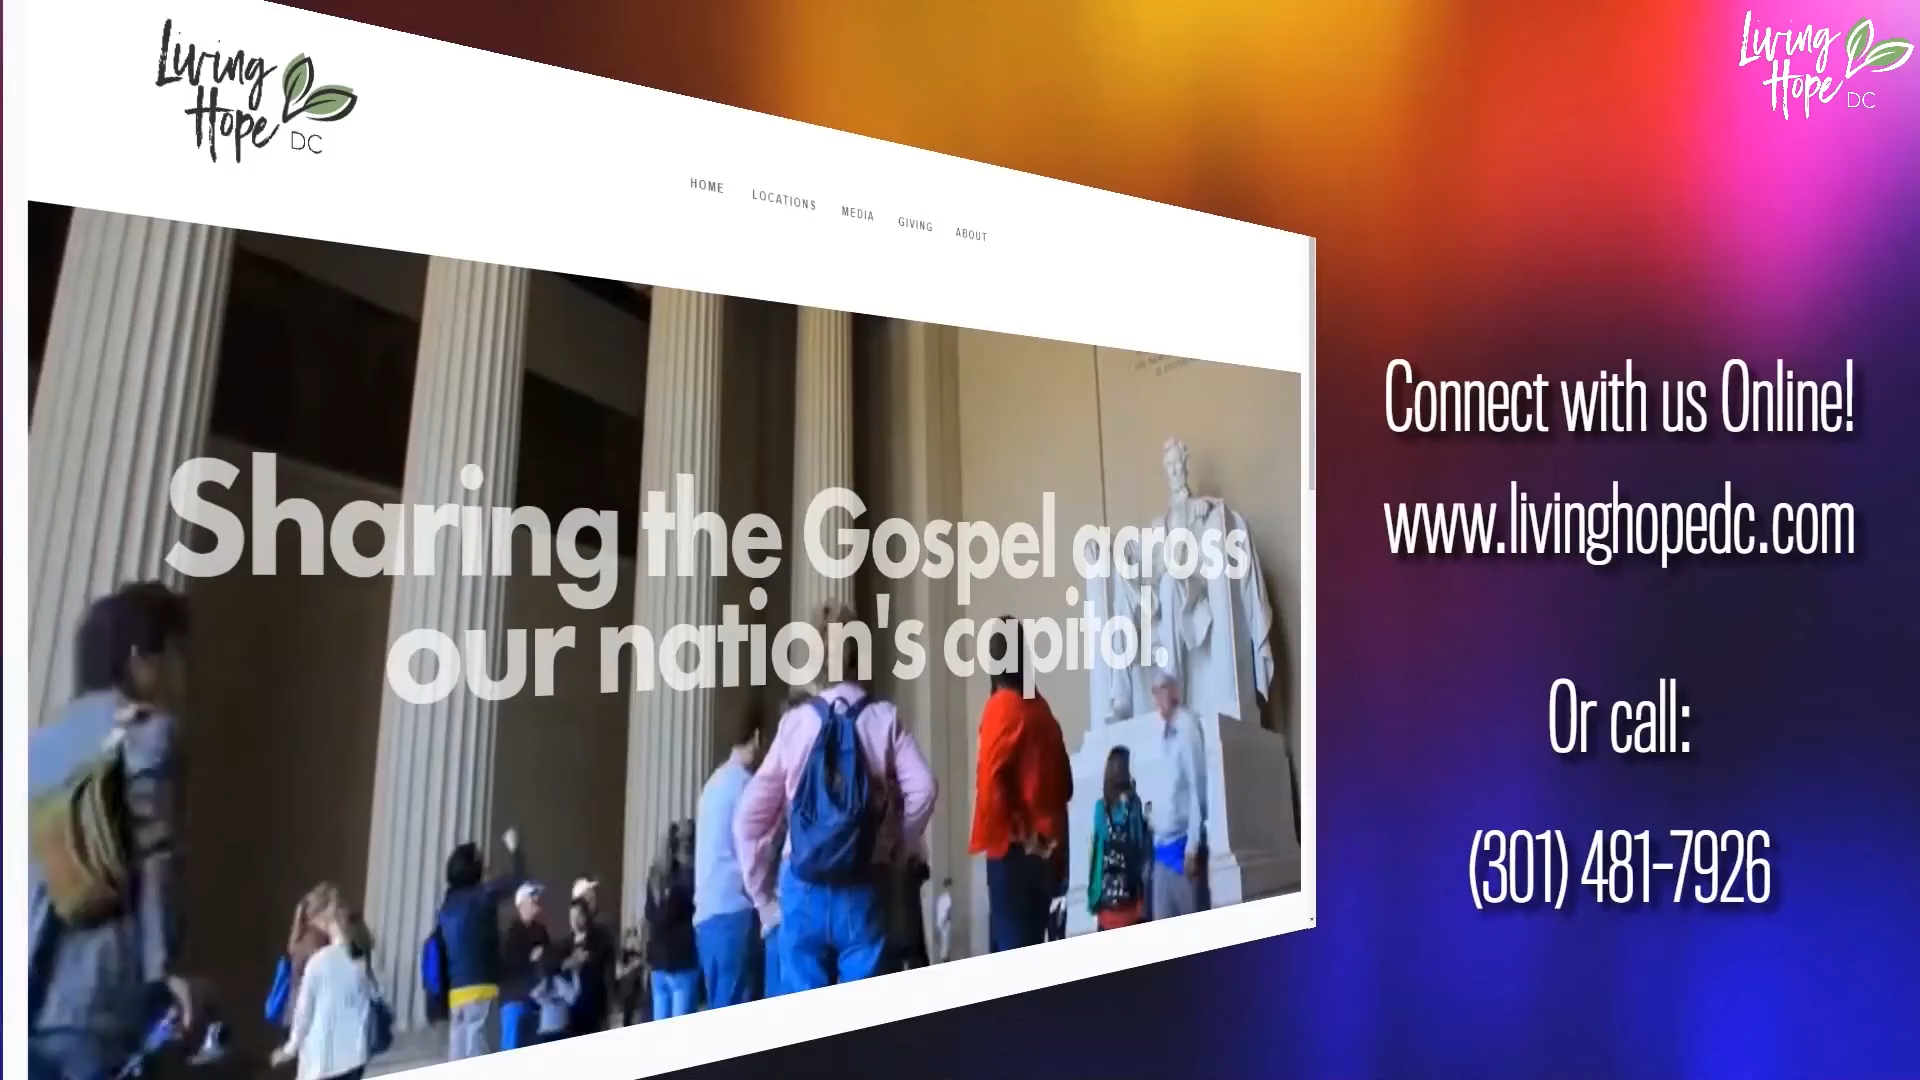 Living
Hope
DC
HOME
LOCATIONS
MEDIA
GIVING
ABOUT
Sharing the Gospel across
our nation's capitol.
Living
Hope
DC
Connect with us Online!
www.livinghopedc.com
Or call:
(301) 481-7926